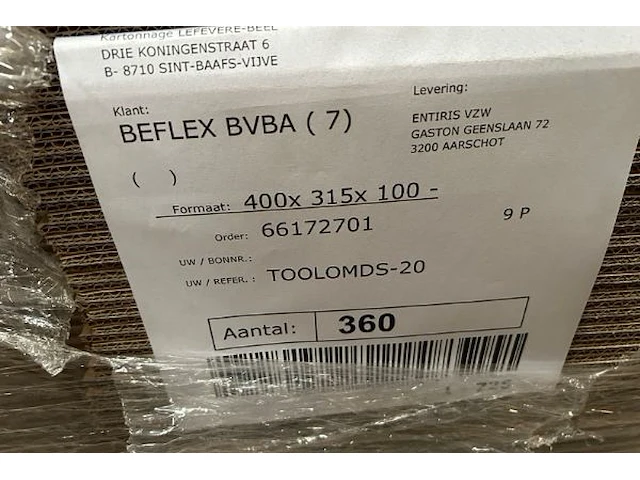 Kartonnage LEFEVERE-BEEL
DRIE KONINGENSTRAAT 6
B- 8710 SINT-BAAFS-VIJVE
Klant:
BEFLEX BVBA ( 7)
( )
Levering:
ENTIRIS VZW
GASTON GEENSLAAN 72
3200 AARSCHOT
Formaat: 400x 315x 100 -
Order: 66172701
9 P
UW / BONNR.:
UW / REFER. : TOOLOMDS-20
Aantal: 360